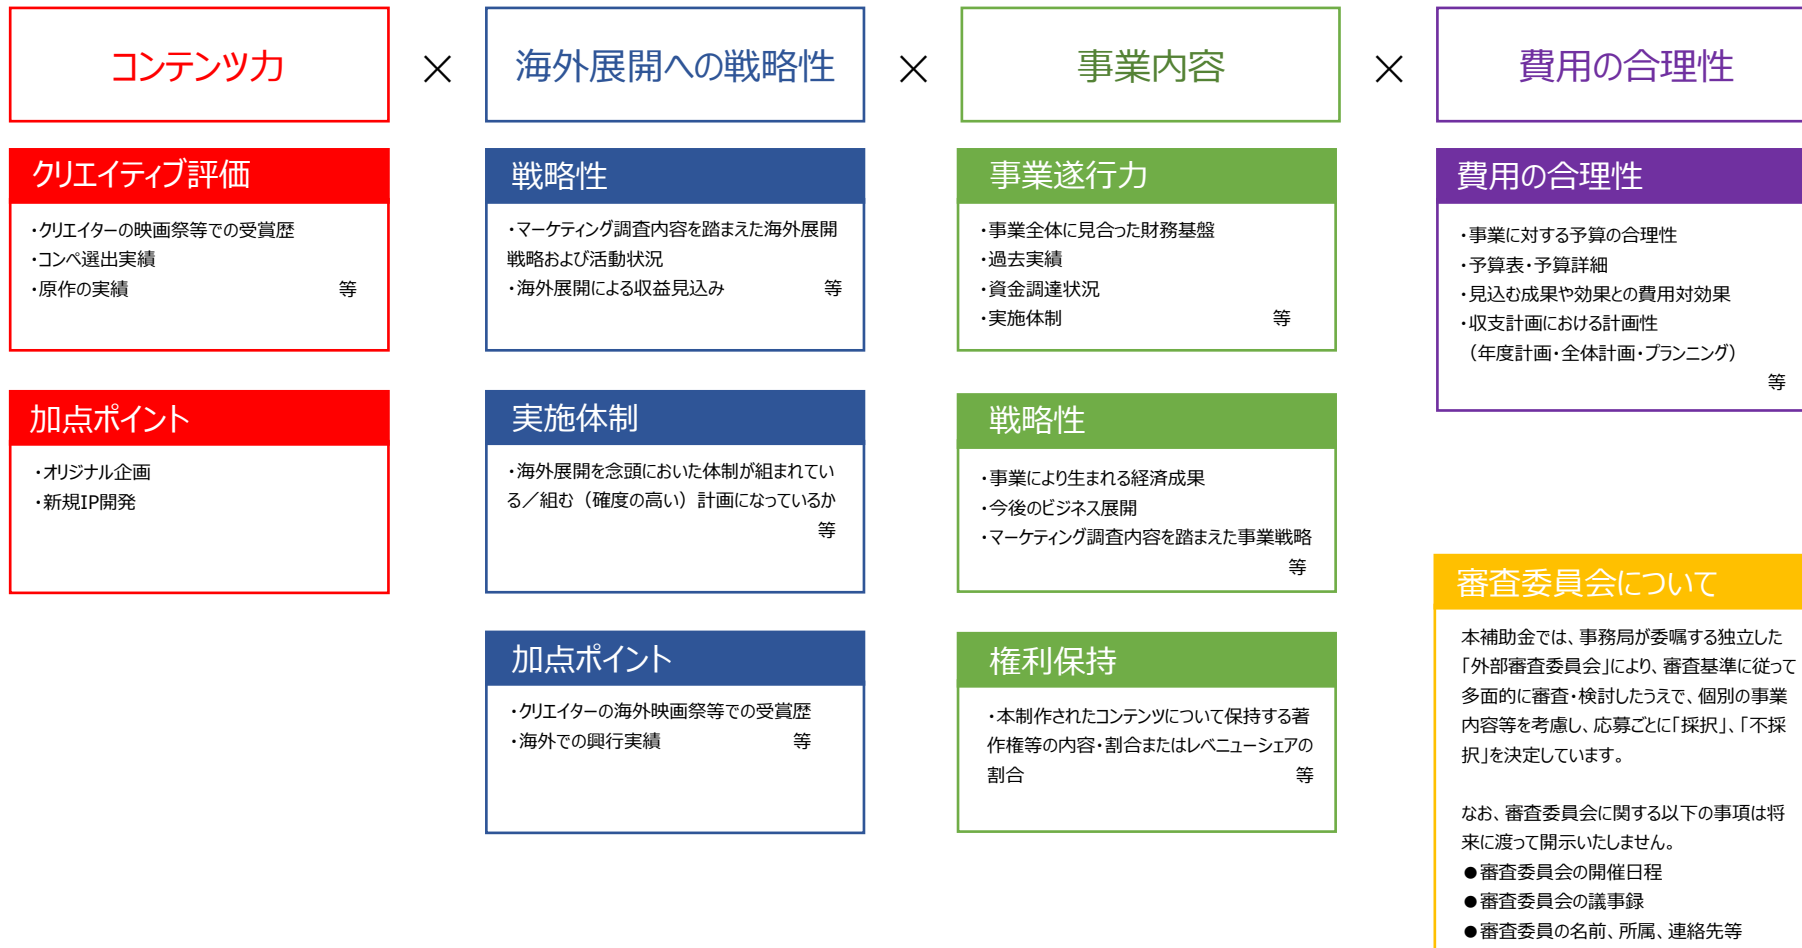 コンテンツ力
×
海外展開への戦略性
×
事業内容
×
費用の合理性
クリエイティブ評価
・クリエイターの映画祭等での受賞歴
・コンペ選出実績
・原作の実績 等
加点ポイント
・オリジナル企画
・新規IP開発
戦略性
・マーケティング調査内容を踏まえた海外展開
戦略および活動状況
・海外展開による収益見込み 等
実施体制
・海外展開を念頭においた体制が組まれてい
る／組む（確度の高い）計画になっているか
等
加点ポイント
・クリエイターの海外映画祭等での受賞歴
・海外での興行実績 等
事業遂行力
・事業全体に見合った財務基盤
・過去実績
・資金調達状況
・実施体制 等
戦略性
・事業により生まれる経済成果
・今後のビジネス展開
・マーケティング調査内容を踏まえた事業戦略
等
権利保持
・本制作されたコンテンツについて保持する著
作権等の内容・割合またはレベニューシェアの
割合 等
費用の合理性
・事業に対する予算の合理性
・予算表・予算詳細
・見込む成果や効果との費用対効果
・収支計画における計画性
（年度計画・全体計画・プランニング）
等
審査委員会について
本補助金では、事務局が委嘱する独立した
「外部審査委員会」により、審査基準に従って
多面的に審査・検討したうえで、個別の事業
内容等を考慮し、応募ごとに「採択」、「不採
択」を決定しています。
なお、審査委員会に関する以下の事項は将
来に渡って開示いたしません。
●審査委員会の開催日程
●審査委員会の議事録
●審査委員の名前、所属、連絡先等